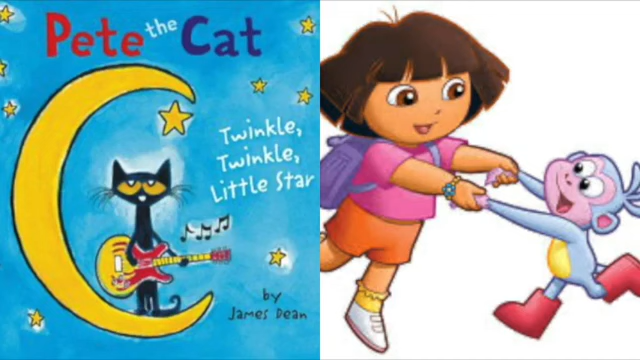 Pete the Cat
Twinkle,
Twinkle,
Little Star
by
James Dean